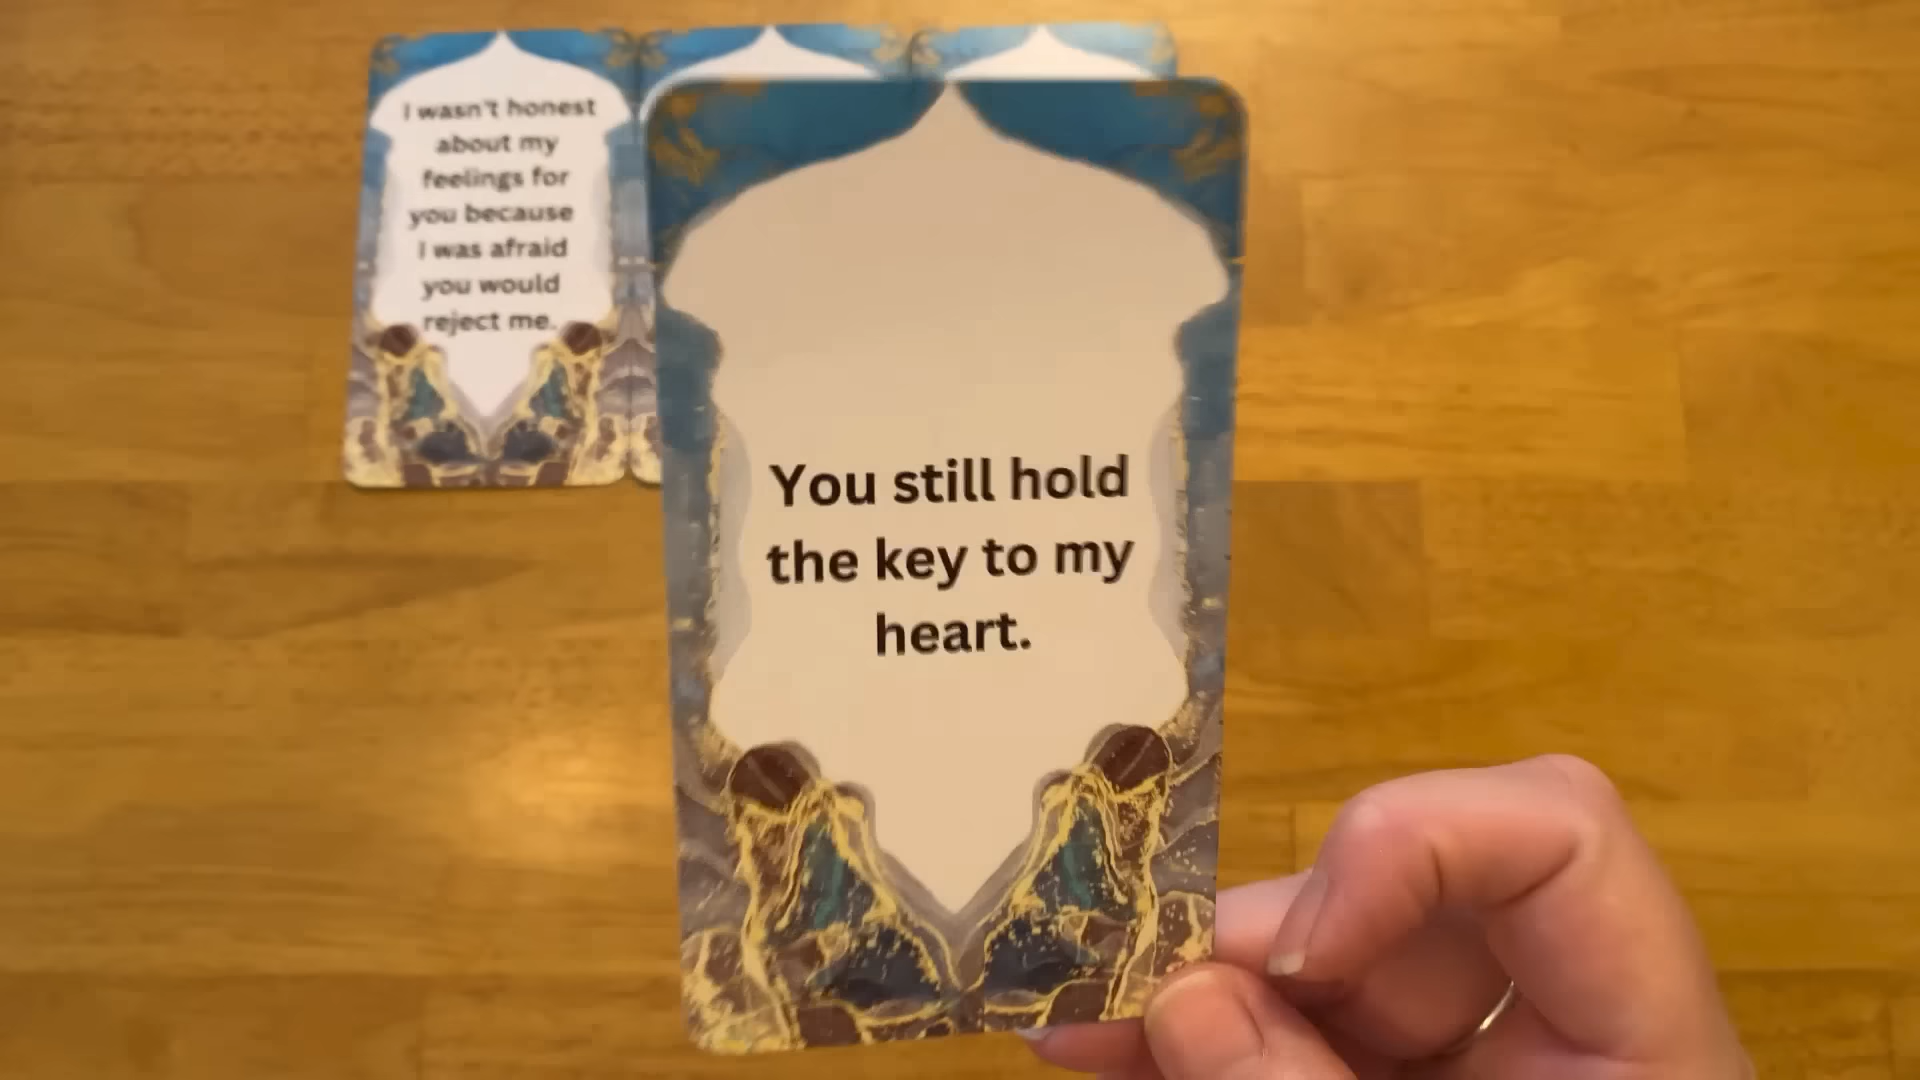 I wasn't honest
about my
feelings for
you because
I was afraid
you would
reject me.
You still hold
the key to my
heart.